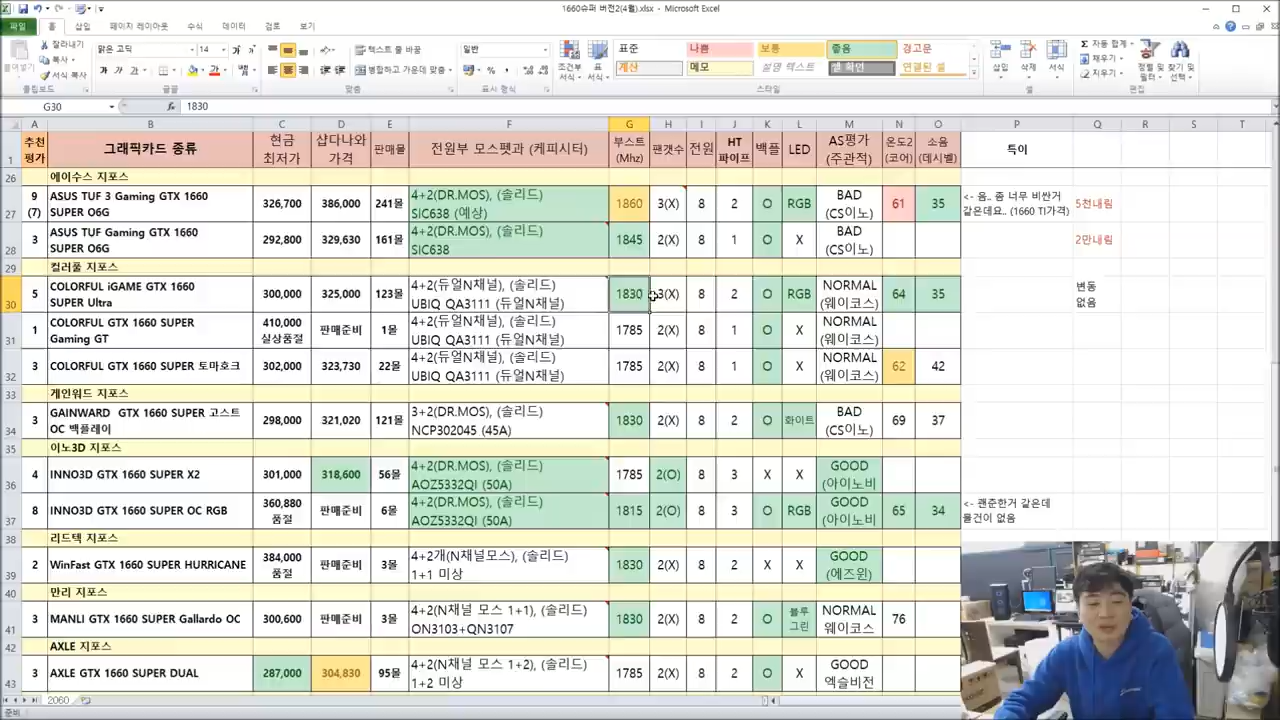 1660슈퍼 버전2(4월).xlsx - Microsoft Excel
파일 홈 삽입 페이지 레이아웃 수식 데이터 검토 보기
잘라내기
복사
서식 복사
붙여넣기
클립보드
맑은 고딕 14
글꼴
텍스트 줄 바꿈
병합하고 가운데 맞춤
맞춤
일반
표시 형식
조건부 서식
표 서식
표준 나쁨 보통 좋음 경고문
계산 메모 설명 텍스트 셀 확인 연결된 셀
스타일
삽입 삭제 서식
셀
자동 합계
채우기
지우기
정렬 및 필터
찾기 및 선택
편집
G30 fx 1830
A B C D E F G H I J K L M N O P Q R S T
1 추천 평가 그래픽카드 종류 현금 최저가 샵다나와 가격 판매몰 전원부 모스펫과 (케피시터) 부스트 (Mhz) 팬갯수 전원 HT 파이프 백플 LED AS평가 (주관적) 온도2 (코어) 소음 (데시벨) 특이
26 에이수스 지포스
27 9 (7) ASUS TUF 3 Gaming GTX 1660 SUPER O6G 326,700 386,000 241몰 4+2(DR.MOS), (솔리드) SIC638 (예상) 1860 3(X) 8 2 O RGB BAD (CS이노) 61 35 <- 음.. 좀 너무 비싼거 같은데요.. (1660 TI가격) 5천내림
28 3 ASUS TUF Gaming GTX 1660 SUPER O6G 292,800 329,630 161몰 4+2(DR.MOS), (솔리드) SIC638 1845 2(X) 8 1 O X BAD (CS이노) 2만내림
29 컬러풀 지포스
30 5 COLORFUL iGAME GTX 1660 SUPER Ultra 300,000 325,000 123몰 4+2(듀얼N채널), (솔리드) UBIQ QA3111 (듀얼N채널) 1830 3(X) 8 2 O RGB NORMAL (웨이코스) 64 35 변동 없음
31 1 COLORFUL GTX 1660 SUPER Gaming GT 410,000 실상품절 판매준비 1몰 4+2(듀얼N채널), (솔리드) UBIQ QA3111 (듀얼N채널) 1785 2(X) 8 1 O X NORMAL (웨이코스)
32 3 COLORFUL GTX 1660 SUPER 토마호크 302,000 323,730 22몰 4+2(듀얼N채널), (솔리드) UBIQ QA3111 (듀얼N채널) 1785 2(X) 8 1 O X NORMAL (웨이코스) 62 42
33 게인워드 지포스
34 3 GAINWARD GTX 1660 SUPER 고스트 OC 백플레이 298,000 321,020 121몰 3+2(DR.MOS), (솔리드) NCP302045 (45A) 1830 2(X) 8 2 O 화이트 BAD (CS이노) 69 37
35 이노3D 지포스
36 4 INNO3D GTX 1660 SUPER X2 301,000 318,600 56몰 4+2(DR.MOS), (솔리드) AOZ5332QI (50A) 1785 2(O) 8 3 X X GOOD (아이노비
37 8 INNO3D GTX 1660 SUPER OC RGB 360,880 품절 판매준비 6몰 4+2(DR.MOS), (솔리드) AOZ5332QI (50A) 1815 2(O) 8 3 O RGB GOOD (아이노비 65 34 <- 괜준한거 같은데 물건이 없음
38 리드텍 지포스
39 2 WinFast GTX 1660 SUPER HURRICANE 384,000 품절 판매준비 3몰 4+2개(N채널모스), (솔리드) 1+1 미상 1830 2(X) 8 2 X X GOOD (에즈윈)
40 만리 지포스
41 3 MANLI GTX 1660 SUPER Gallardo OC 300,600 판매준비 3몰 4+2(N채널 모스 1+1), (솔리드) ON3103+QN3107 1830 2(X) 8 2 O 블루 그린 NORMAL 웨이코스 76
42 AXLE 지포스
43 3 AXLE GTX 1660 SUPER DUAL 287,000 304,830 95몰 4+2(N채널 모스 1+2), (솔리드) 1+2 미상 1785 2(X) 8 3 O X GOOD 엑슬비전
2060
준비